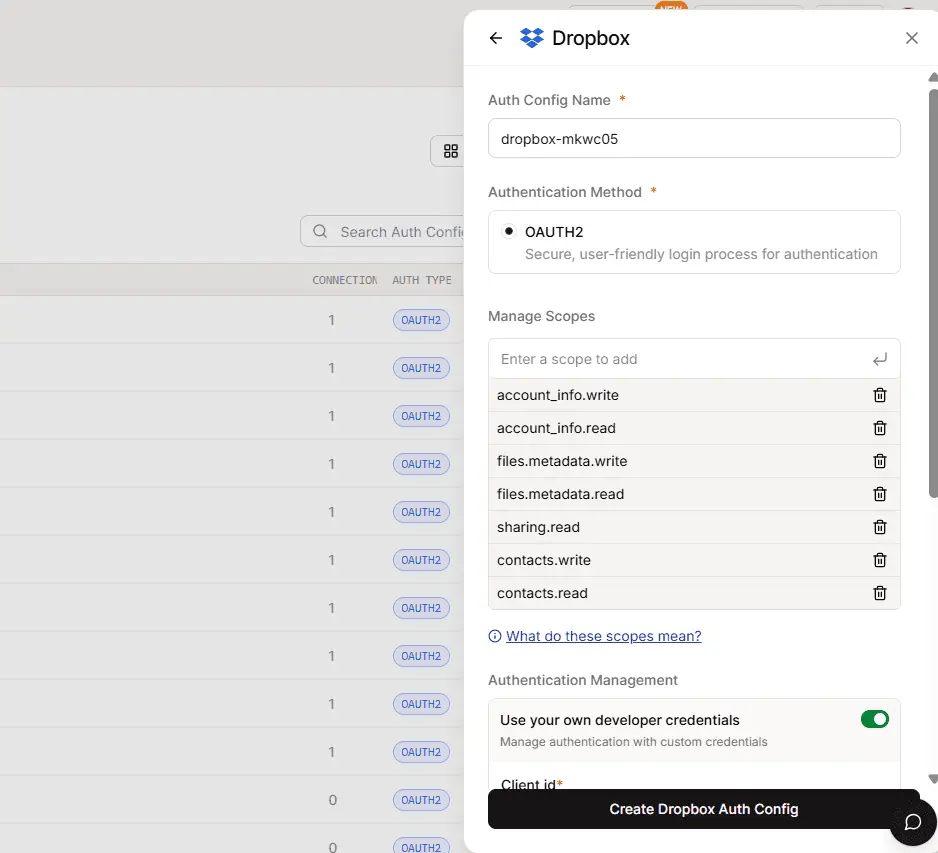 NEW
Dropbox
Auth Config Name *
dropbox-mkwc05
Authentication Method *
OAUTH2
Secure, user-friendly login process for authentication
Search Auth Config
CONNECTION AUTH TYPE
1 OAUTH2
1 OAUTH2
1 OAUTH2
1 OAUTH2
1 OAUTH2
1 OAUTH2
1 OAUTH2
1 OAUTH2
1 OAUTH2
1 OAUTH2
0 OAUTH2
0 OAUTH2
Manage Scopes
Enter a scope to add
account_info.write
account_info.read
files.metadata.write
files.metadata.read
sharing.read
contacts.write
contacts.read
What do these scopes mean?
Authentication Management
Use your own developer credentials
Manage authentication with custom credentials
Client id*
Create Dropbox Auth Config